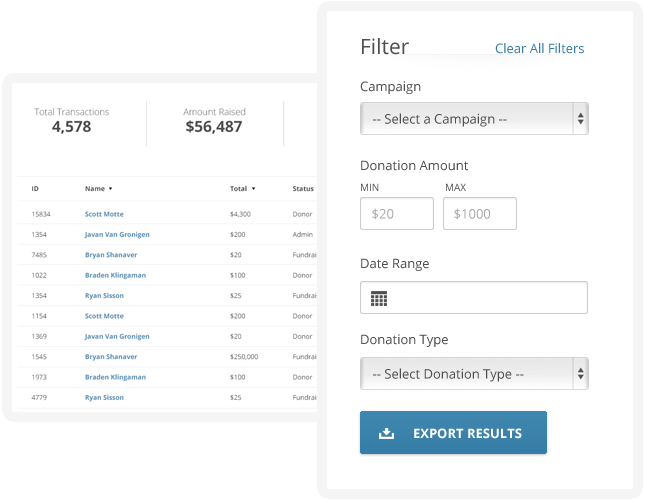 Total Transactions
4,578
Amount Raised
$56,487
ID Name Total Status
15834 Scott Motte $4,300 Donor
1354 Javan Van Gronigen $200 Admin
7485 Bryan Shanaver $20 Fundrai
1022 Braden Klingaman $100 Donor
1354 Ryan Sisson $25 Fundrai
1154 Scott Motte $200 Donor
1369 Javan Van Gronigen $20 Donor
1545 Bryan Shanaver $250,000 Fundrai
1973 Braden Klingaman $100 Donor
4779 Ryan Sisson $25 Fundrai
Filter Clear All Filters
Campaign
-- Select a Campaign --
Donation Amount
MIN MAX
$20 $1000
Date Range
Donation Type
-- Select Donation Type --
EXPORT RESULTS